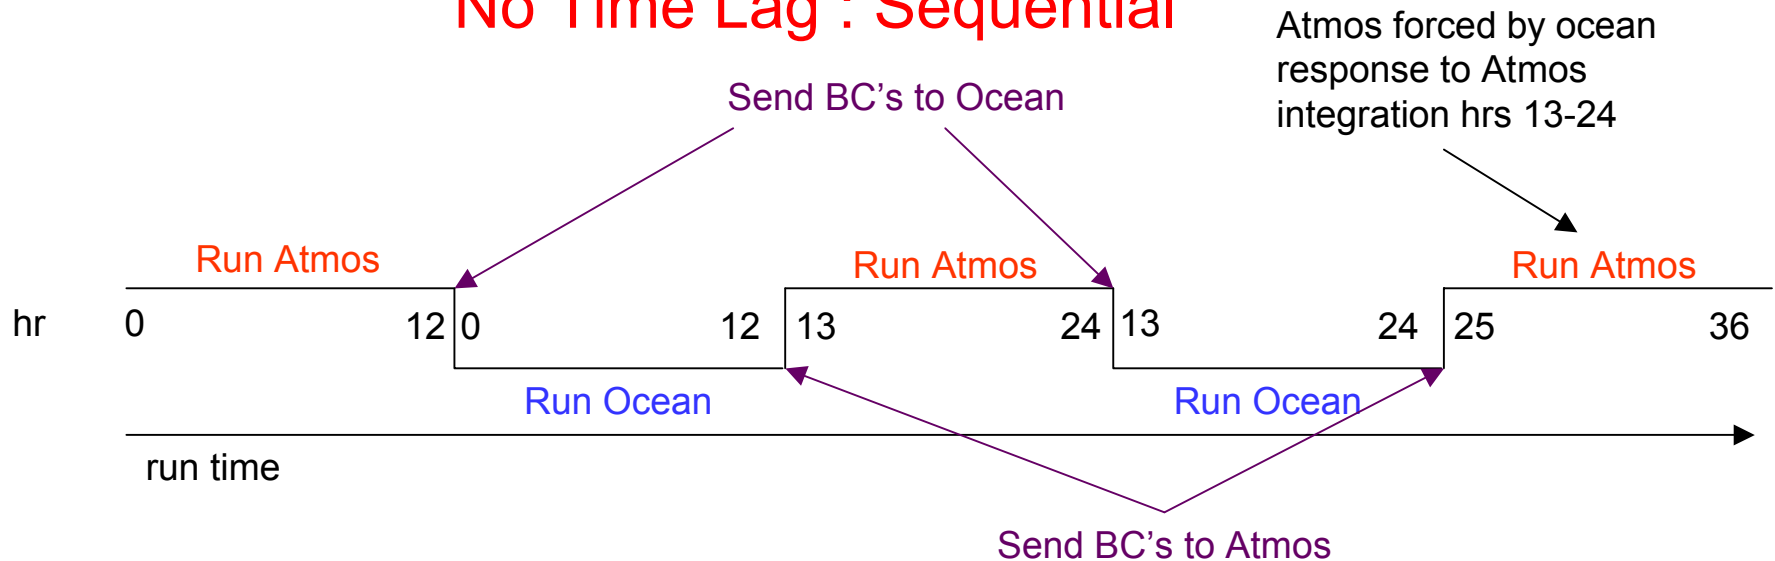 No Time Lag : Sequential
Atmos forced by ocean
response to Atmos
integration hrs 13-24
Send BC's to Ocean
Run Atmos
Run Atmos
Run Atmos
hr 0 12 0 12 13 24 13 24 25 36
Run Ocean
Run Ocean
run time
Send BC's to Atmos